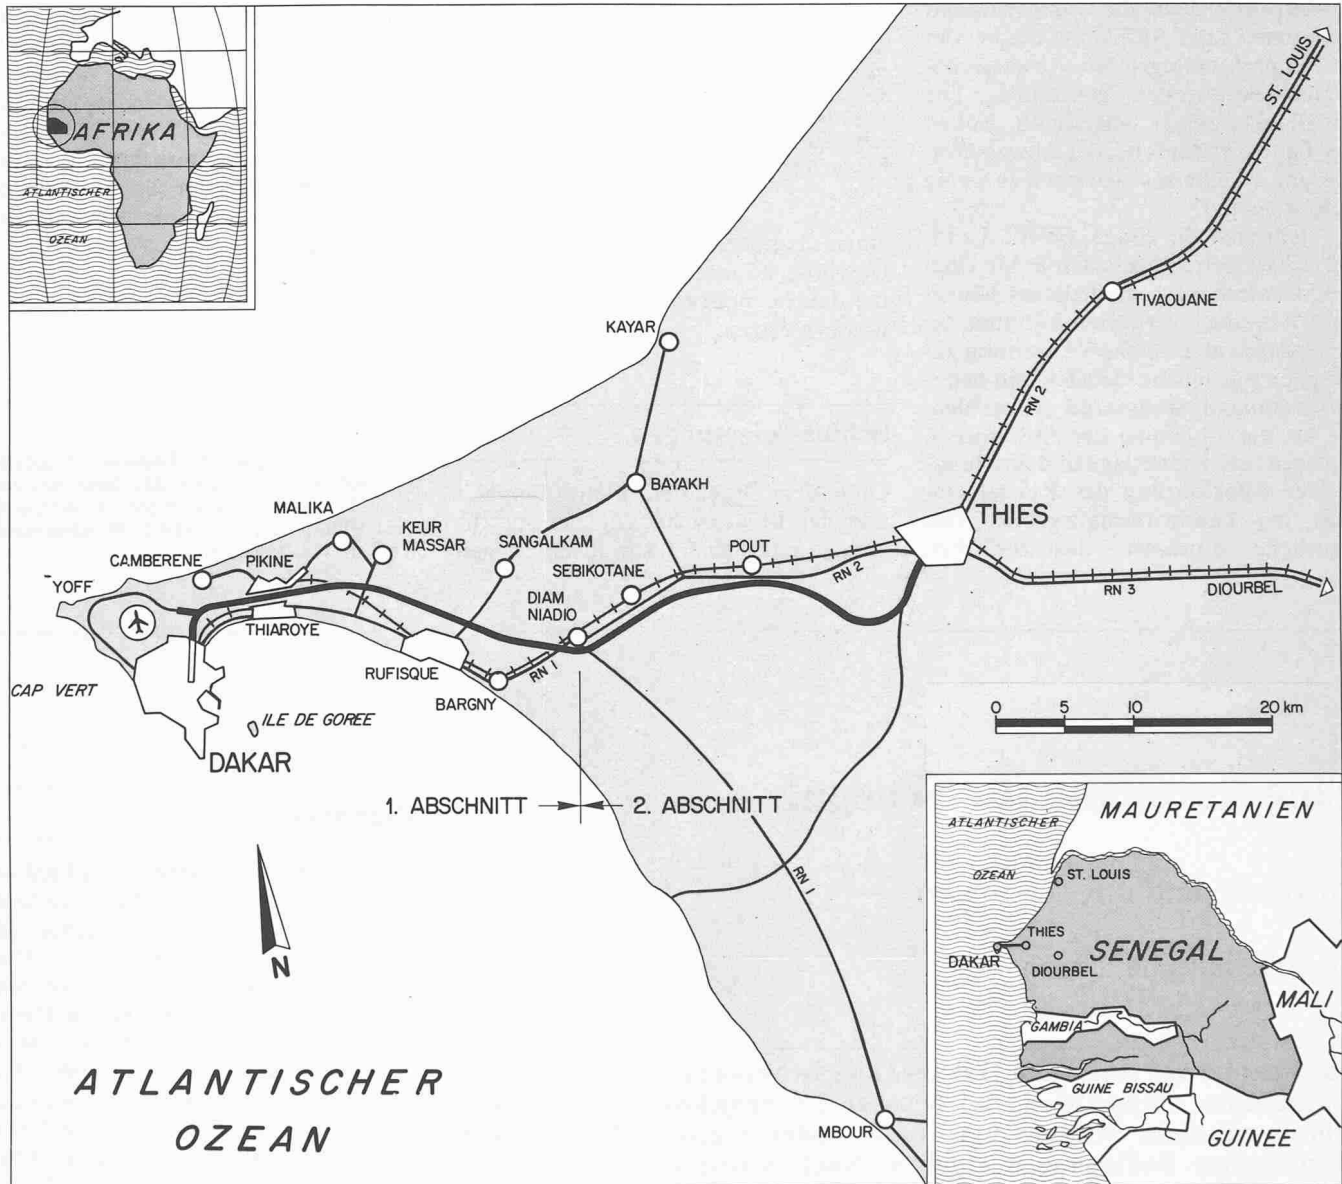 AFRIKA
ATLANTISCHER
OZEAN
ST. LOUIS
TIVAOUANE
KAYAR
RN 2
BAYAKH
MALIKA
KEUR
MASSAR
SANGALKAM
THIES
POUT
CAMBERENE
PIKINE
SEBIKOTANE
RN 2
YOFF
DIAM
NIADIO
RN 3
DIOURBEL
THIAROYE
RUFISQUE
RN 1
CAP VERT
BARGNY
ILE DE GOREE
0 5 10 20 km
DAKAR
1. ABSCHNITT
2. ABSCHNITT
RN 1
N
ATLANTISCHER
OZEAN
MBOUR
MAURETANIEN
ATLANTISCHER
OZEAN
ST. LOUIS
THIES
SENEGAL
DAKAR
DIOURBEL
MALI
GAMBIA
GUINE BISSAU
GUINEE